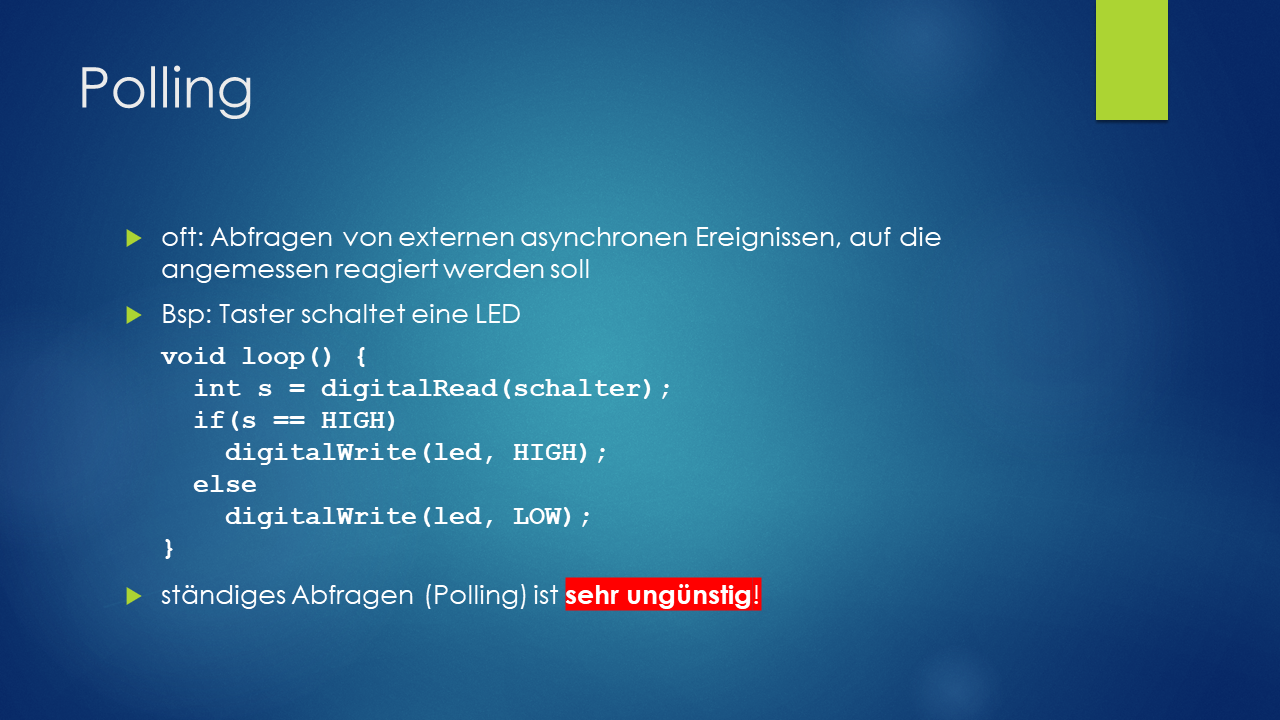 Polling
oft: Abfragen von externen asynchronen Ereignissen, auf die
angemessen reagiert werden soll
Bsp: Taster schaltet eine LED
void loop() {
  int s = digitalRead(schalter);
  if(s == HIGH)
    digitalWrite(led, HIGH);
  else
    digitalWrite(led, LOW);
}
ständiges Abfragen (Polling) ist sehr ungünstig!